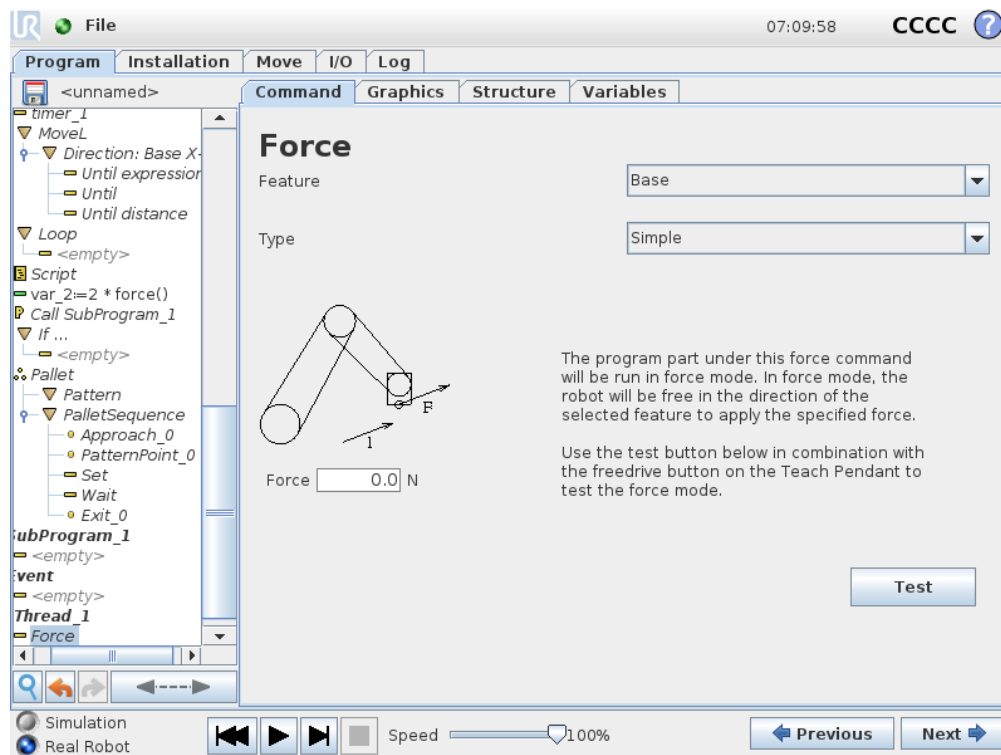 UR File 07:09:58 CCCC ?
Program Installation Move I/O Log
<unnamed> Command Graphics Structure Variables
timer_1
MoveL
Direction: Base X-
Until expression
Until
Until distance
Loop
<empty>
Script
var_2:=2 * force()
Call SubProgram_1
If ...
<empty>
Pallet
Pattern
PalletSequence
Approach_0
PatternPoint_0
Set
Wait
Exit_0
SubProgram_1
<empty>
Event
<empty>
Thread_1
Force
Force
Feature Base
Type Simple
F
l
Force 0.0 N
The program part under this force command
will be run in force mode. In force mode, the
robot will be free in the direction of the
selected feature to apply the specified force.
Use the test button below in combination with
the freedrive button on the Teach Pendant to
test the force mode.
Test
Simulation
Real Robot
Speed 100%
Previous Next